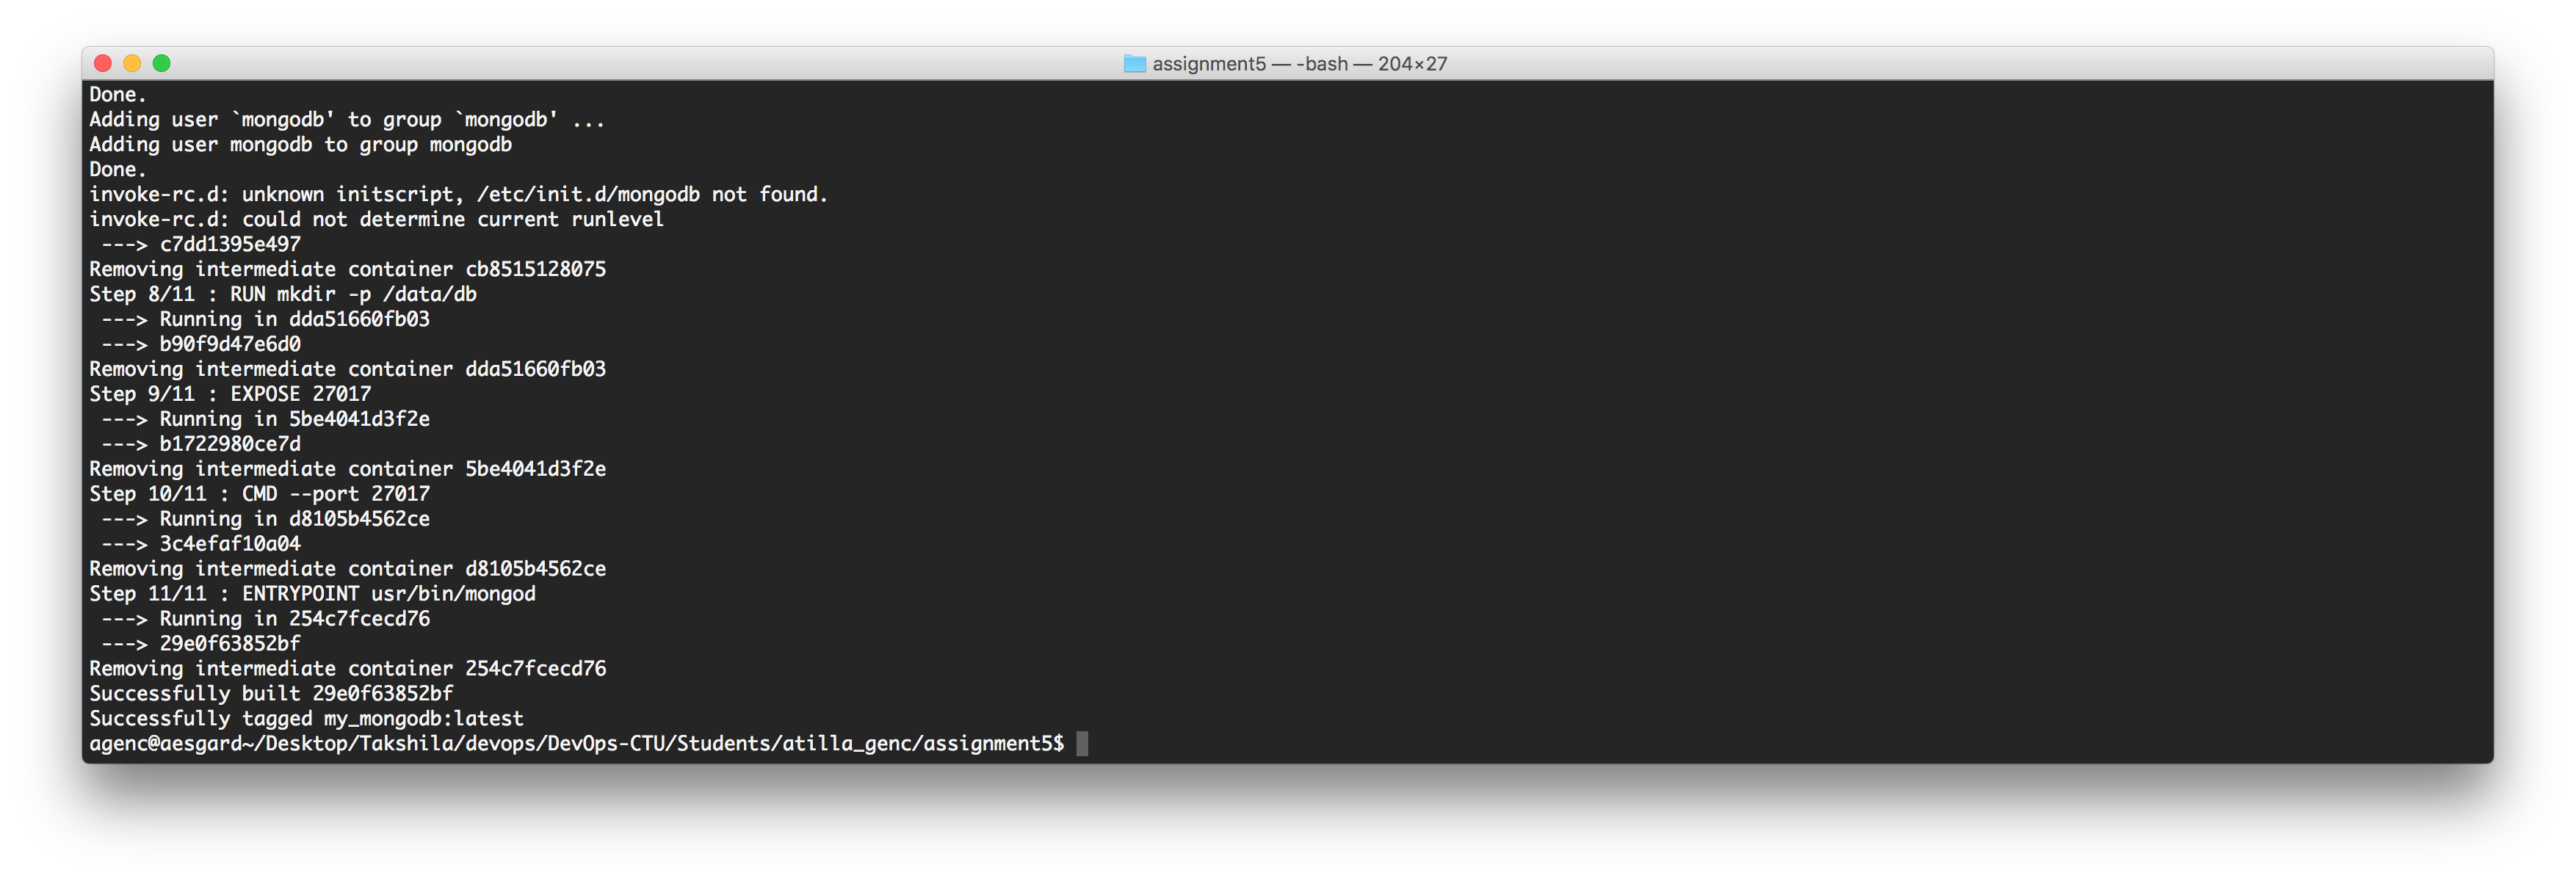 assignment5 — -bash — 204×27
Done.
Adding user `mongodb' to group `mongodb' ...
Adding user mongodb to group mongodb
Done.
invoke-rc.d: unknown initscript, /etc/init.d/mongodb not found.
invoke-rc.d: could not determine current runlevel
 ---> c7dd1395e497
Removing intermediate container cb8515128075
Step 8/11 : RUN mkdir -p /data/db
 ---> Running in dda51660fb03
 ---> b90f9d47e6d0
Removing intermediate container dda51660fb03
Step 9/11 : EXPOSE 27017
 ---> Running in 5be4041d3f2e
 ---> b1722980ce7d
Removing intermediate container 5be4041d3f2e
Step 10/11 : CMD --port 27017
 ---> Running in d8105b4562ce
 ---> 3c4efaf10a04
Removing intermediate container d8105b4562ce
Step 11/11 : ENTRYPOINT usr/bin/mongod
 ---> Running in 254c7fcecd76
 ---> 29e0f63852bf
Removing intermediate container 254c7fcecd76
Successfully built 29e0f63852bf
Successfully tagged my_mongodb:latest
agenc@aesgard~/Desktop/Takshila/devops/DevOps-CTU/Students/atilla_genc/assignment5$